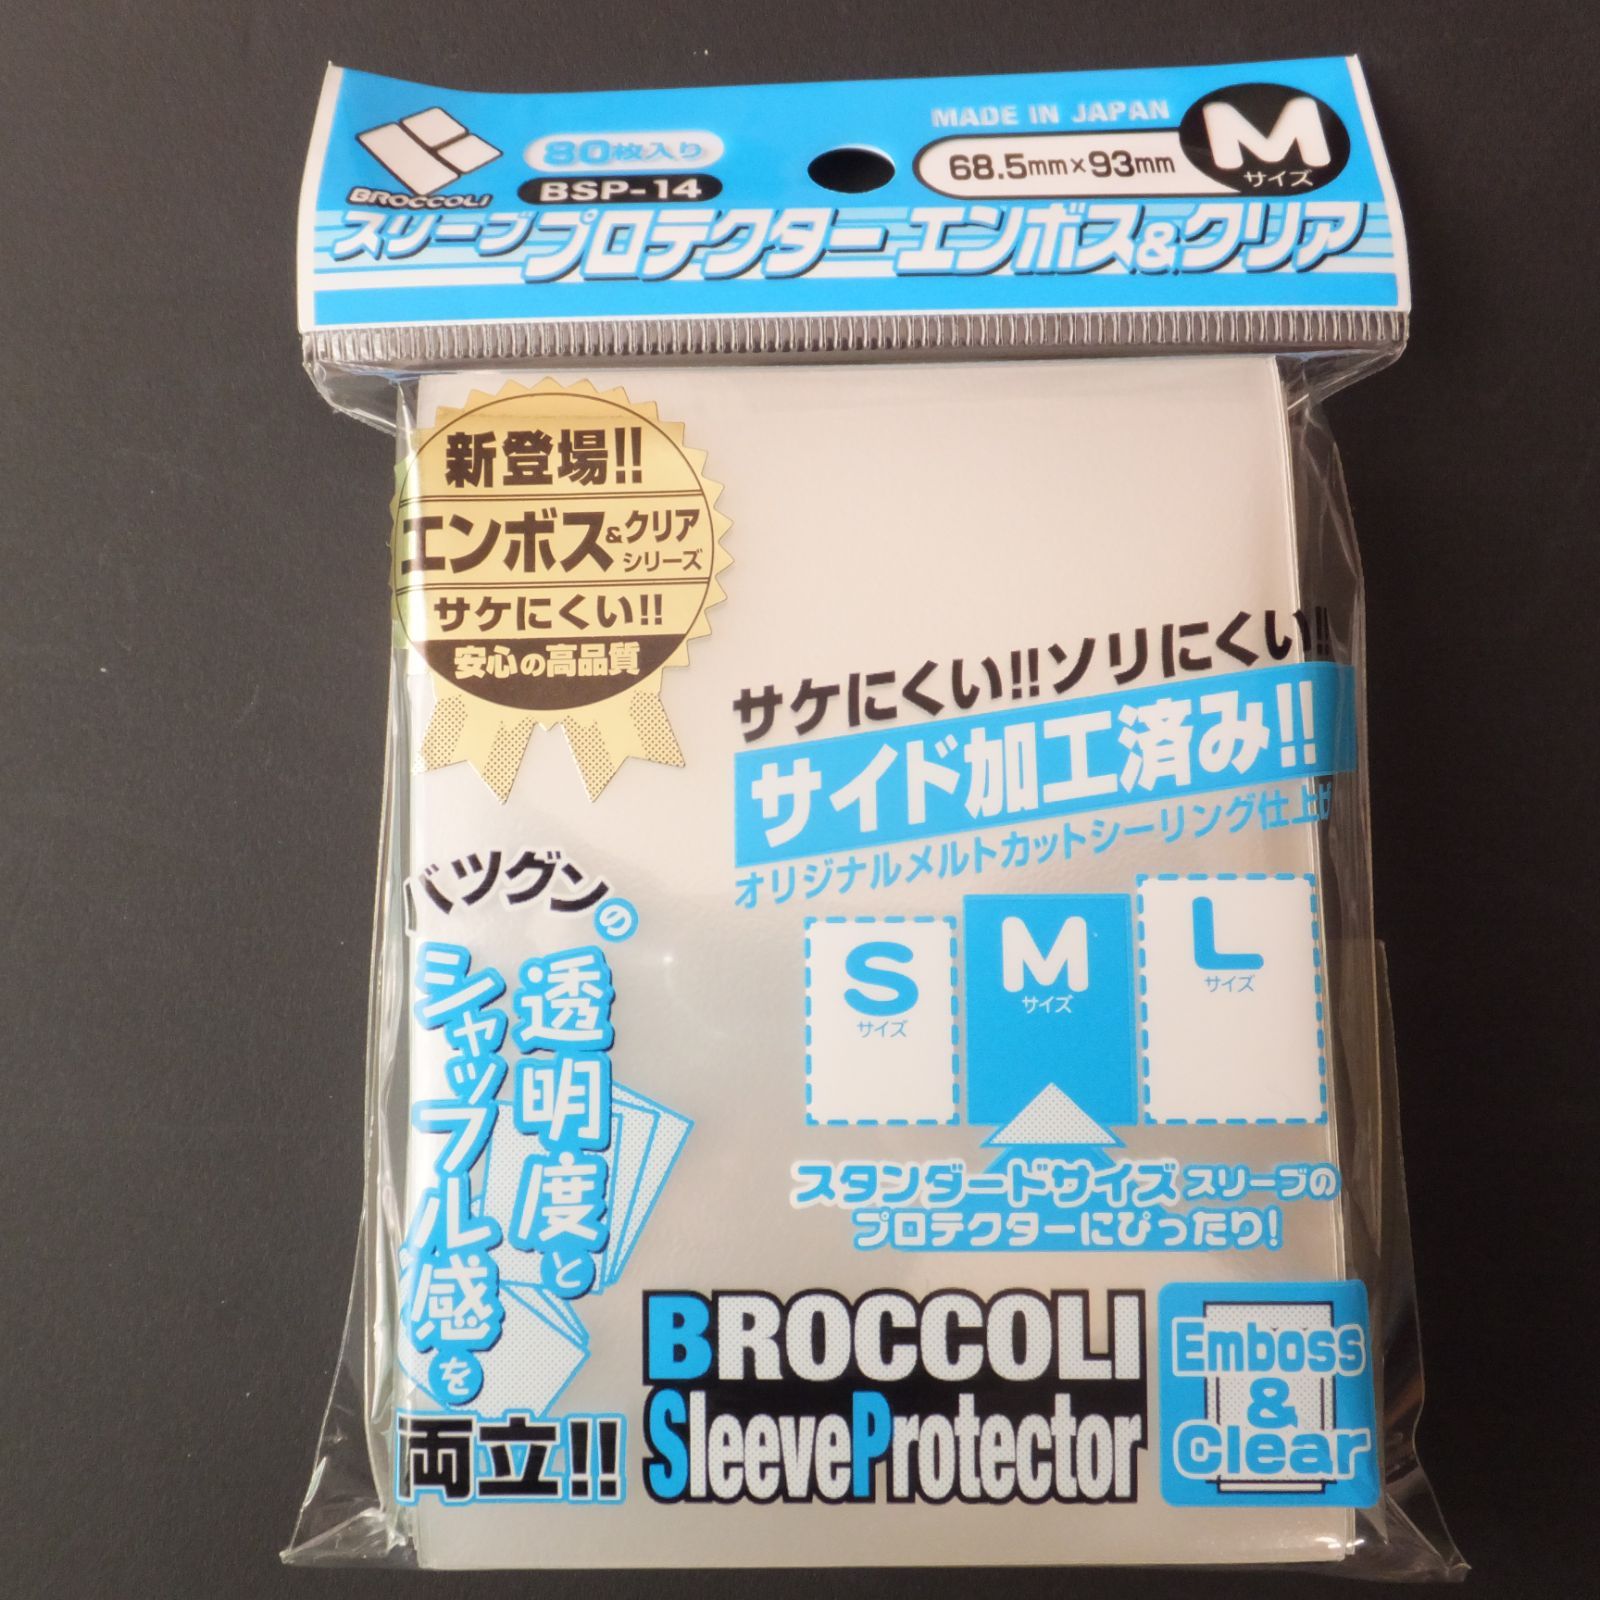 BROCCOLI
80枚入り
BSP-14
MADE IN JAPAN
68.5mm×93mm
M
サイズ
スリーブプロテクターエンボス&クリア
新登場!!
エンボス&クリア
シリーズ
サケにくい!!
安心の高品質
サケにくい!!ソリにくい!!
サイド加工済み!!
オリジナルメルトカットシーリング仕上げ
バツグンの
透明度と
シャッフル感を
両立!!
S
サイズ
M
サイズ
L
サイズ
スタンダードサイズスリーブの
プロテクターにぴったり!
BROCCOLI
SleeveProtector
Emboss
&
Clear